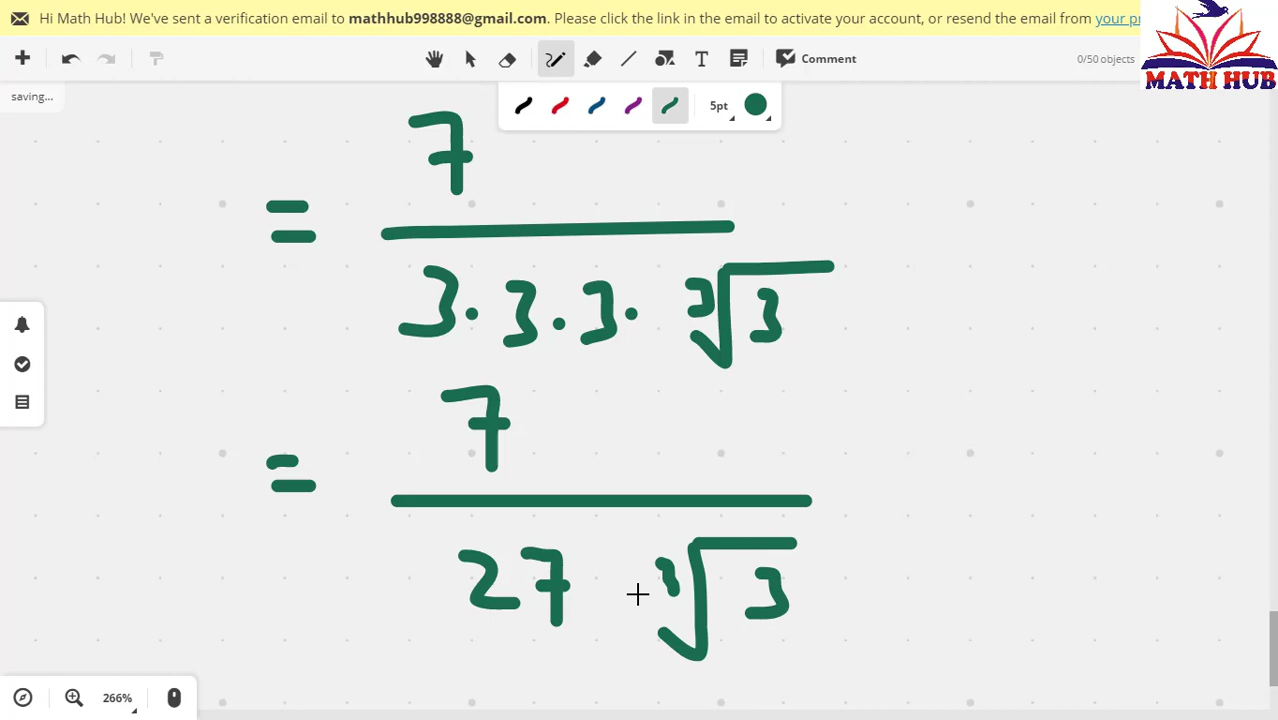 Hi Math Hub! We've sent a verification email to mathhub998888@gmail.com. Please click the link in the email to activate your account, or resend the email from your pr
MATH HUB
Comment
0/50 objects
saving...
5pt
7
=
3 · 3 · 3 · ∛3
7
=
27 ∛3
266%